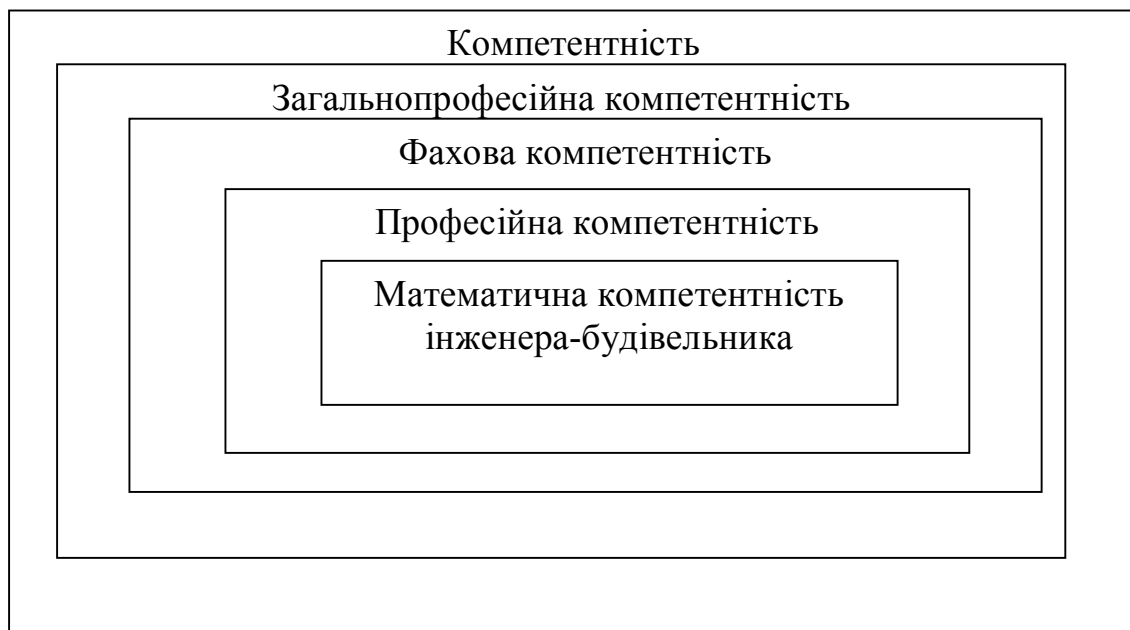 Компетентність
Загальнопрофесійна компетентність
Фахова компетентність
Професійна компетентність
Математична компетентність
інженера-будівельника